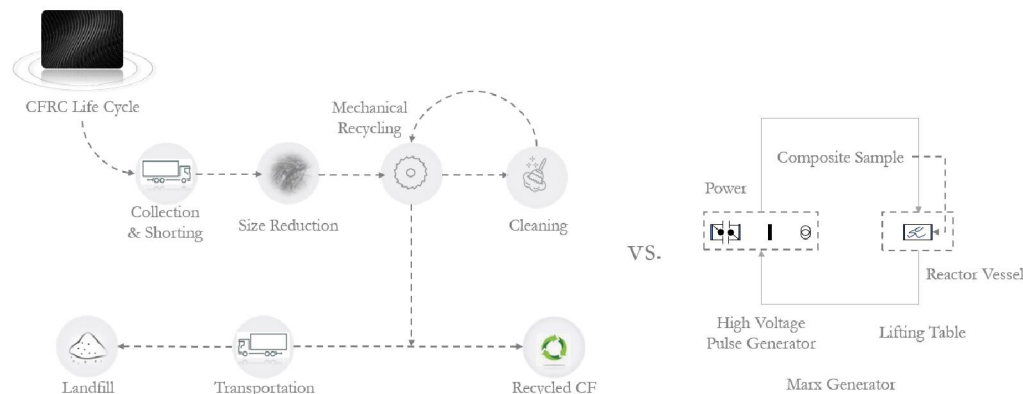 CFRC Life Cycle
Mechanical
Recycling
Collection
& Shorting
Size Reduction
Cleaning
Landfill
Transportation
Recycled CF
vs.
Composite Sample
Power
Reactor Vessel
High Voltage
Pulse Generator
Lifting Table
Marx Generator